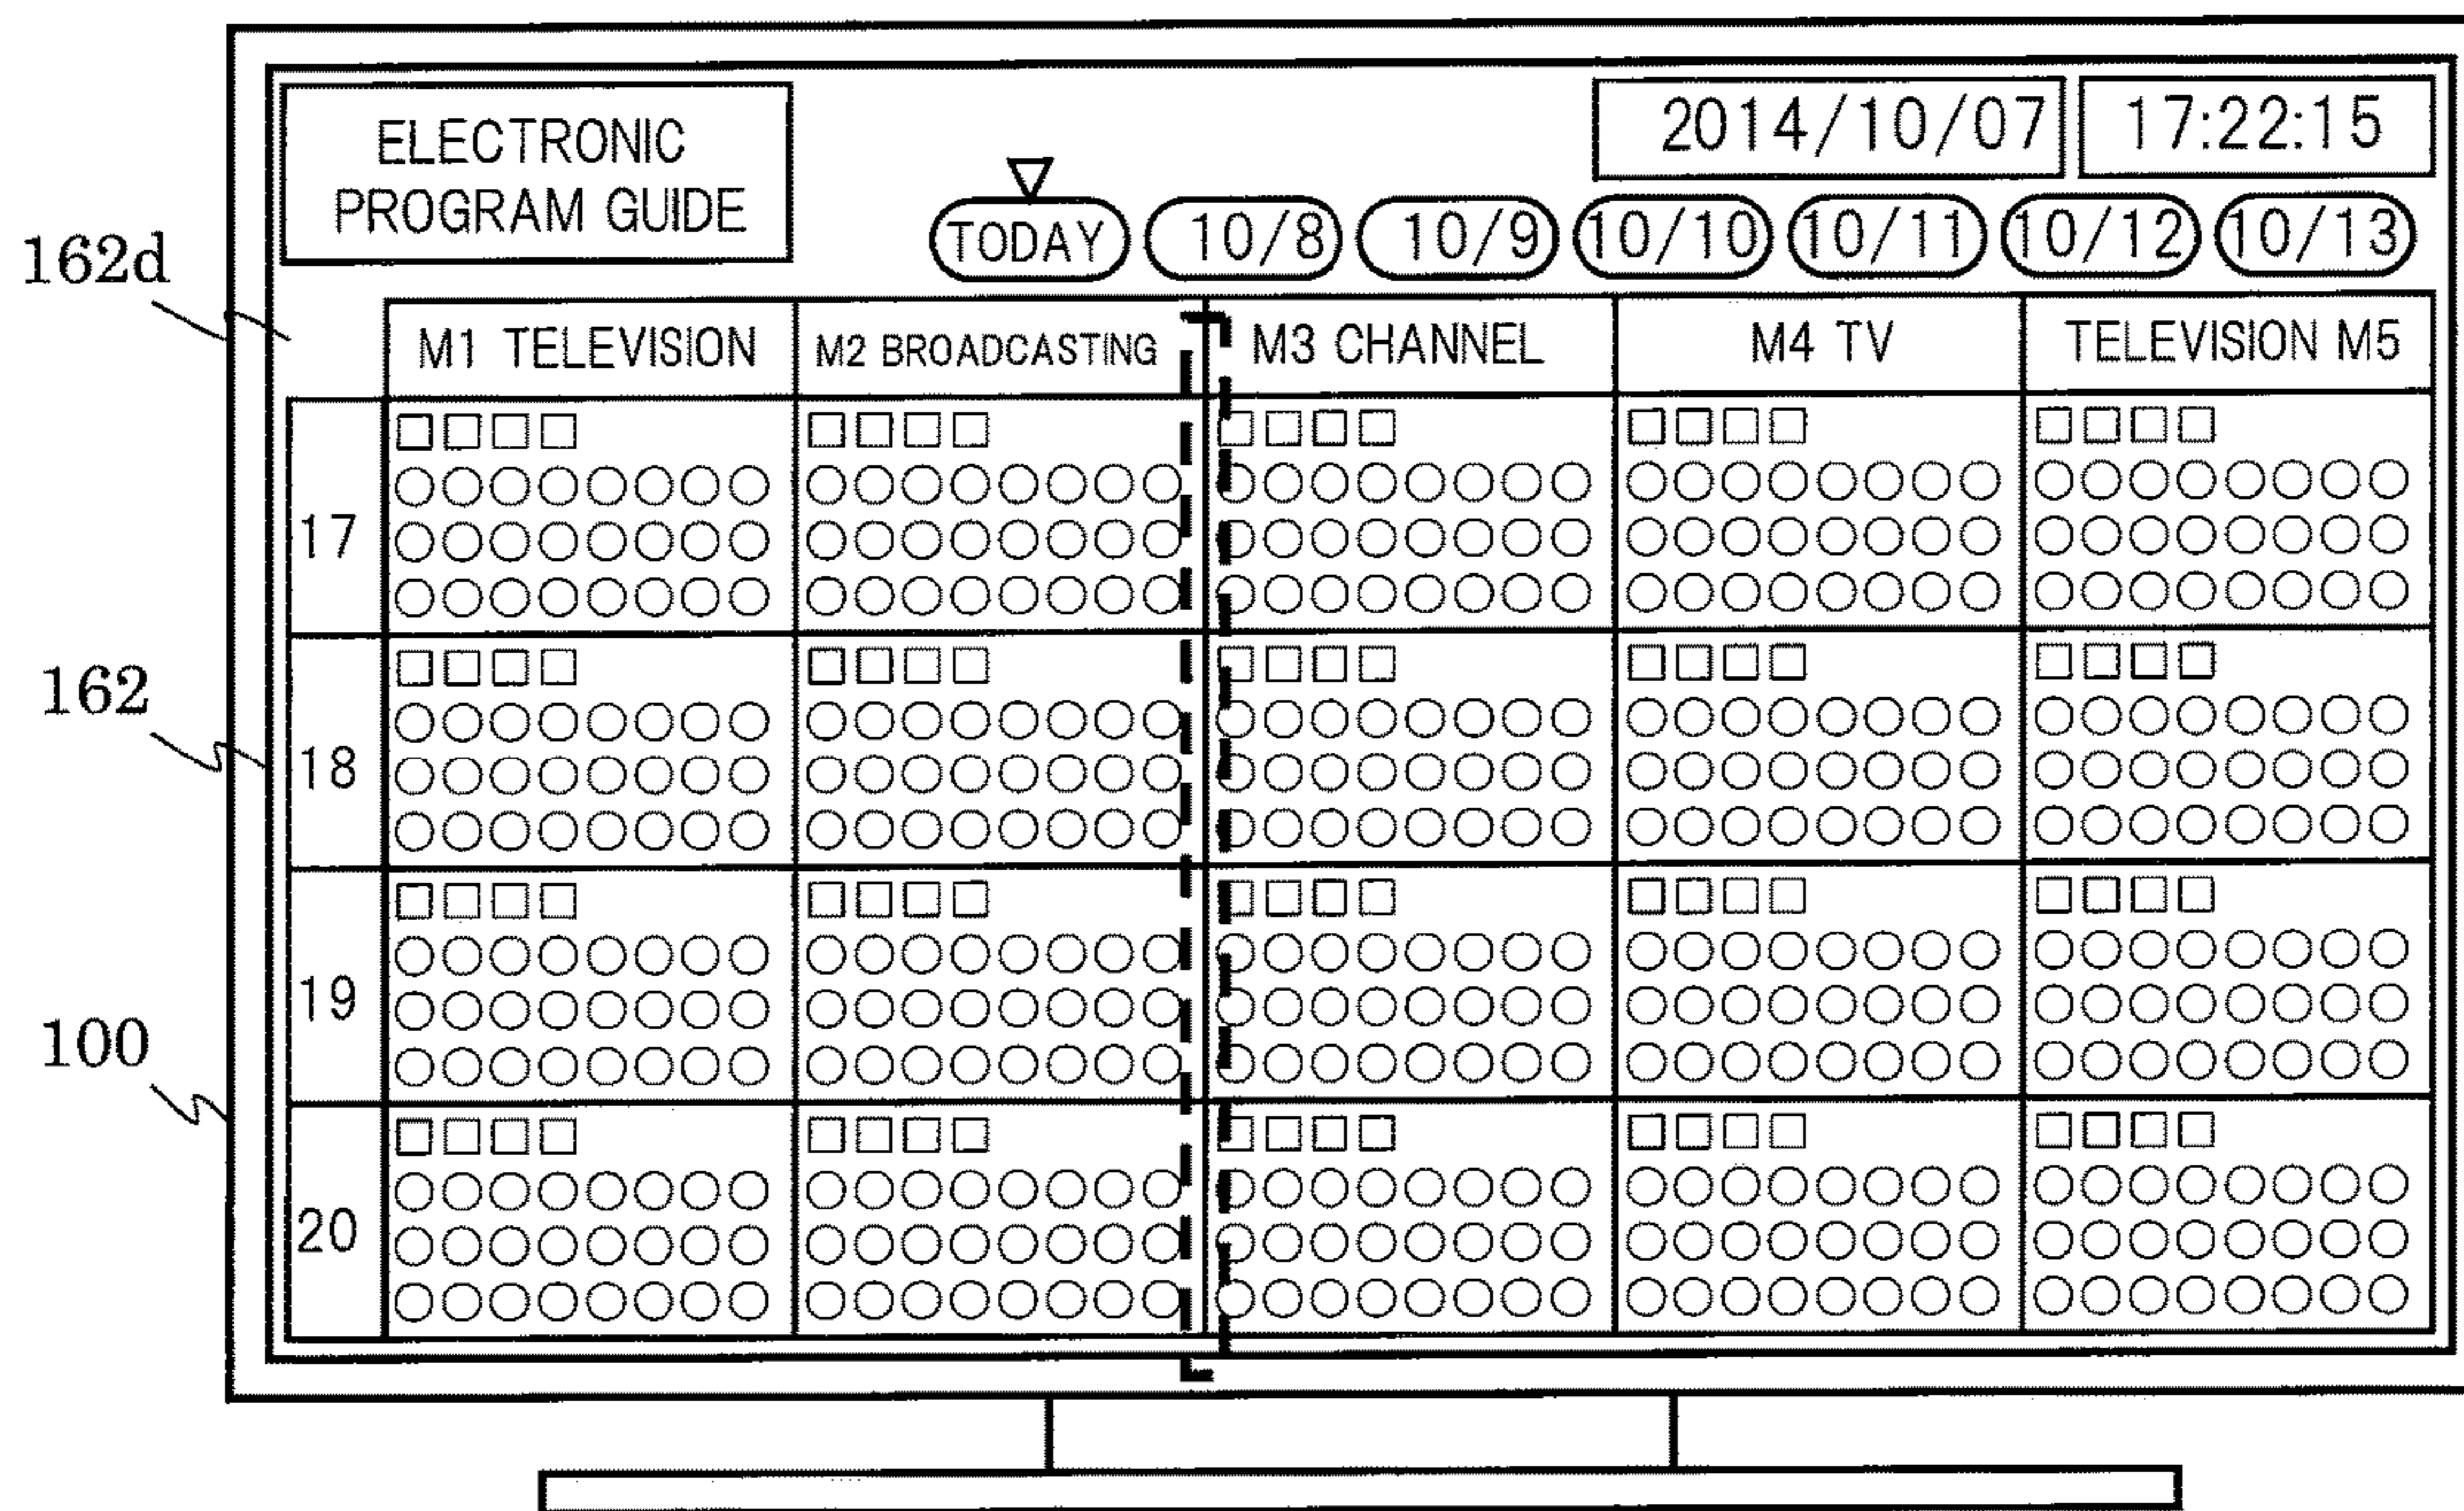 ELECTRONIC
PROGRAM GUIDE
2014/10/07 17:22:15
TODAY 10/8 10/9 10/10 10/11 10/12 10/13
162d
M1 TELEVISION M2 BROADCASTING M3 CHANNEL M4 TV TELEVISION M5
□□□□ □□□□ □□□□ □□□□ □□□□
○○○○○○○○ ○○○○○○○○ ○○○○○○○○ ○○○○○○○○ ○○○○○○○○
17 ○○○○○○○○ ○○○○○○○○ ○○○○○○○○ ○○○○○○○○ ○○○○○○○○
○○○○○○○○ ○○○○○○○○ ○○○○○○○○ ○○○○○○○○ ○○○○○○○○
162
□□□□ □□□□ □□□□ □□□□ □□□□
○○○○○○○○ ○○○○○○○○ ○○○○○○○○ ○○○○○○○○ ○○○○○○○○
18 ○○○○○○○○ ○○○○○○○○ ○○○○○○○○ ○○○○○○○○ ○○○○○○○○
○○○○○○○○ ○○○○○○○○ ○○○○○○○○ ○○○○○○○○ ○○○○○○○○
□□□□ □□□□ □□□□ □□□□ □□□□
○○○○○○○○ ○○○○○○○○ ○○○○○○○○ ○○○○○○○○ ○○○○○○○○
19 ○○○○○○○○ ○○○○○○○○ ○○○○○○○○ ○○○○○○○○ ○○○○○○○○
100
○○○○○○○○ ○○○○○○○○ ○○○○○○○○ ○○○○○○○○ ○○○○○○○○
□□□□ □□□□ □□□□ □□□□ □□□□
○○○○○○○○ ○○○○○○○○ ○○○○○○○○ ○○○○○○○○ ○○○○○○○○
20 ○○○○○○○○ ○○○○○○○○ ○○○○○○○○ ○○○○○○○○ ○○○○○○○○
○○○○○○○○ ○○○○○○○○ ○○○○○○○○ ○○○○○○○○ ○○○○○○○○